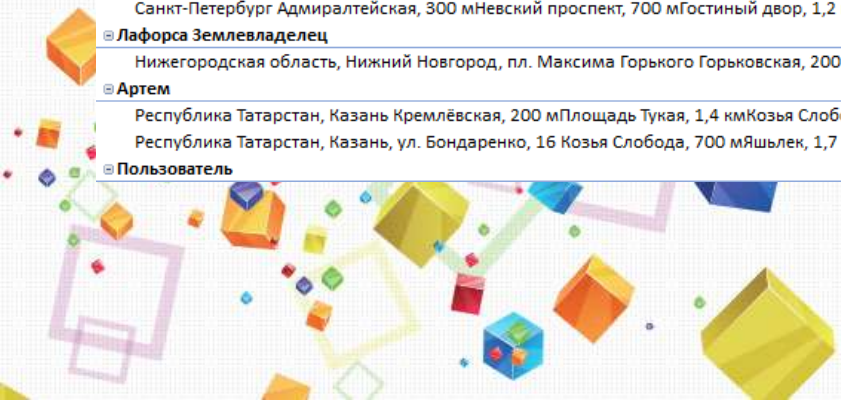 Санкт-Петербург Адмиралтейская, 300 мНевский проспект, 700 мГостиный двор, 1,2
Лафорса Землевладелец
Нижегородская область, Нижний Новгород, пл. Максима Горького Горьковская, 200
Артем
Республика Татарстан, Казань Кремлёвская, 200 мПлощадь Тукая, 1,4 кмКозья Слоб
Республика Татарстан, Казань, ул. Бондаренко, 16 Козья Слобода, 700 мЯшьлек, 1,7
Пользователь